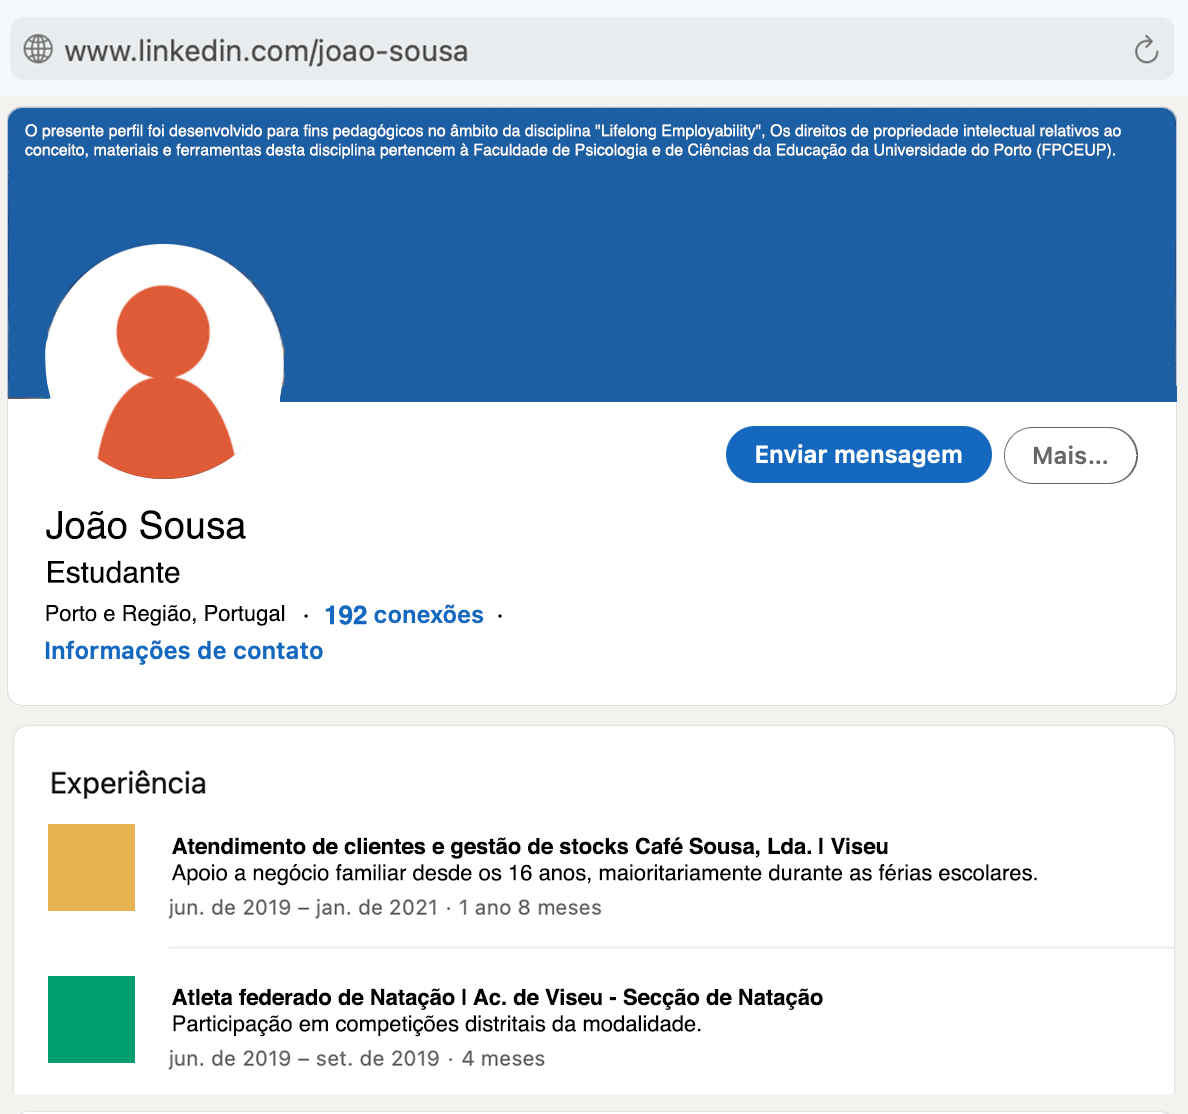 www.linkedin.com/joao-sousa
O presente perfil foi desenvolvido para fins pedagógicos no âmbito da disciplina "Lifelong Employability", Os direitos de propriedade intelectual relativos ao
conceito, materiais e ferramentas desta disciplina pertencem à Faculdade de Psicologia e de Ciências da Educação da Universidade do Porto (FPCEUP).
Enviar mensagem
Mais...
João Sousa
Estudante
Porto e Região, Portugal · 192 conexões ·
Informações de contato
Experiência
Atendimento de clientes e gestão de stocks Café Sousa, Lda. | Viseu
Apoio a negócio familiar desde os 16 anos, maioritariamente durante as férias escolares.
jun. de 2019 – jan. de 2021 · 1 ano 8 meses
Atleta federado de Natação | Ac. de Viseu - Secção de Natação
Participação em competições distritais da modalidade.
jun. de 2019 – set. de 2019 · 4 meses